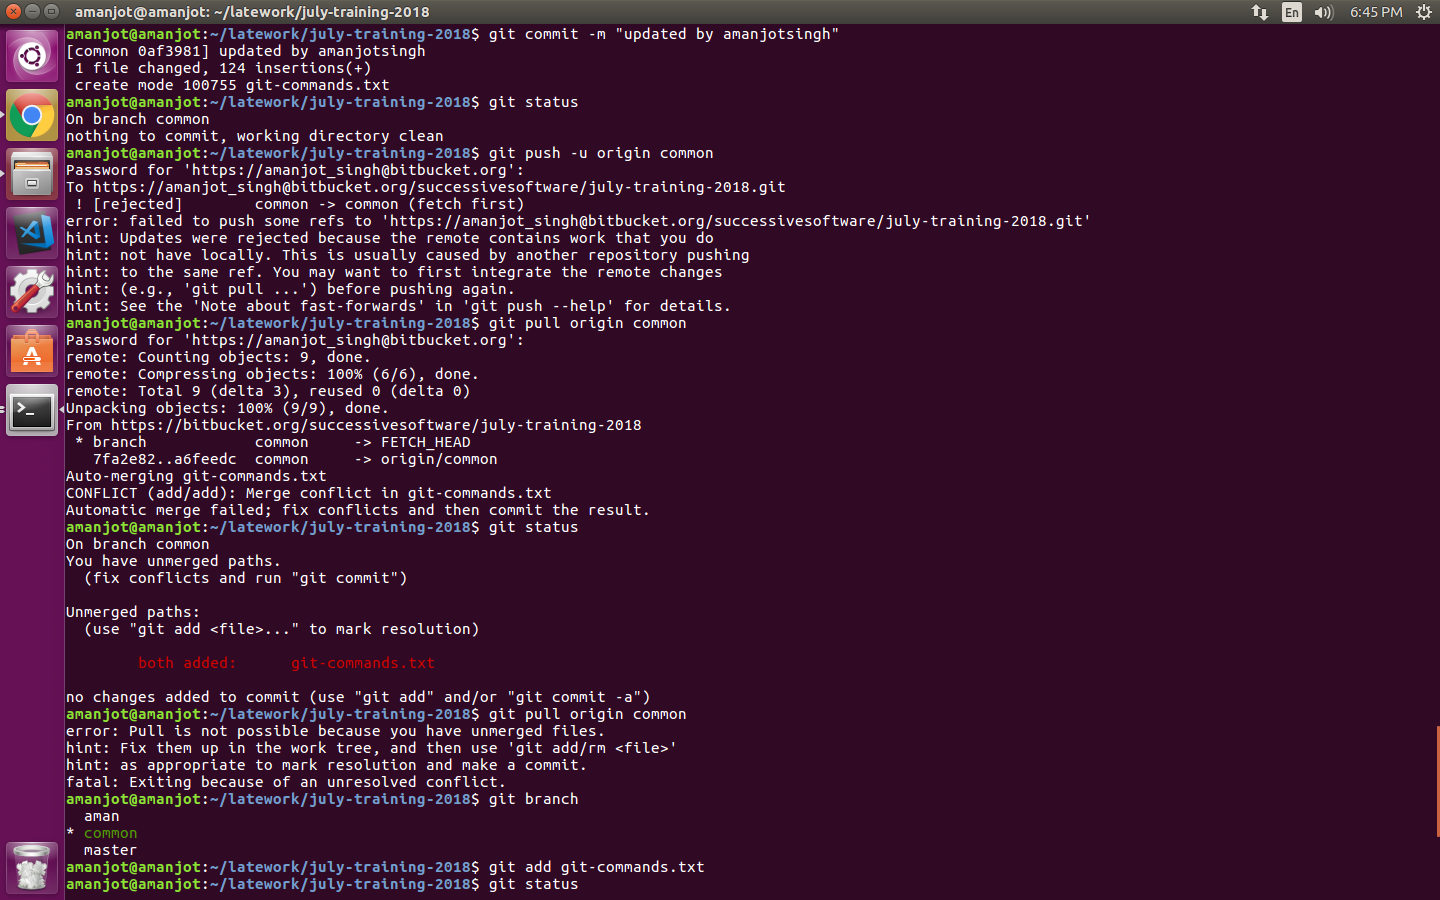 amanjot@amanjot: ~/latework/july-training-2018
En
6:45 PM
amanjot@amanjot:~/latework/july-training-2018$ git commit -m "updated by amanjotsingh"
[common 0af3981] updated by amanjotsingh
 1 file changed, 124 insertions(+)
 create mode 100755 git-commands.txt
amanjot@amanjot:~/latework/july-training-2018$ git status
On branch common
nothing to commit, working directory clean
amanjot@amanjot:~/latework/july-training-2018$ git push -u origin common
Password for 'https://amanjot_singh@bitbucket.org':
To https://amanjot_singh@bitbucket.org/successivesoftware/july-training-2018.git
 ! [rejected]        common -> common (fetch first)
error: failed to push some refs to 'https://amanjot_singh@bitbucket.org/successivesoftware/july-training-2018.git'
hint: Updates were rejected because the remote contains work that you do
hint: not have locally. This is usually caused by another repository pushing
hint: to the same ref. You may want to first integrate the remote changes
hint: (e.g., 'git pull ...') before pushing again.
hint: See the 'Note about fast-forwards' in 'git push --help' for details.
amanjot@amanjot:~/latework/july-training-2018$ git pull origin common
Password for 'https://amanjot_singh@bitbucket.org':
remote: Counting objects: 9, done.
remote: Compressing objects: 100% (6/6), done.
remote: Total 9 (delta 3), reused 0 (delta 0)
Unpacking objects: 100% (9/9), done.
From https://bitbucket.org/successivesoftware/july-training-2018
 * branch            common     -> FETCH_HEAD
   7fa2e82..a6feedc  common     -> origin/common
Auto-merging git-commands.txt
CONFLICT (add/add): Merge conflict in git-commands.txt
Automatic merge failed; fix conflicts and then commit the result.
amanjot@amanjot:~/latework/july-training-2018$ git status
On branch common
You have unmerged paths.
  (fix conflicts and run "git commit")
Unmerged paths:
  (use "git add <file>..." to mark resolution)
        both added:      git-commands.txt
no changes added to commit (use "git add" and/or "git commit -a")
amanjot@amanjot:~/latework/july-training-2018$ git pull origin common
error: Pull is not possible because you have unmerged files.
hint: Fix them up in the work tree, and then use 'git add/rm <file>'
hint: as appropriate to mark resolution and make a commit.
fatal: Exiting because of an unresolved conflict.
amanjot@amanjot:~/latework/july-training-2018$ git branch
  aman
* common
  master
amanjot@amanjot:~/latework/july-training-2018$ git add git-commands.txt
amanjot@amanjot:~/latework/july-training-2018$ git status